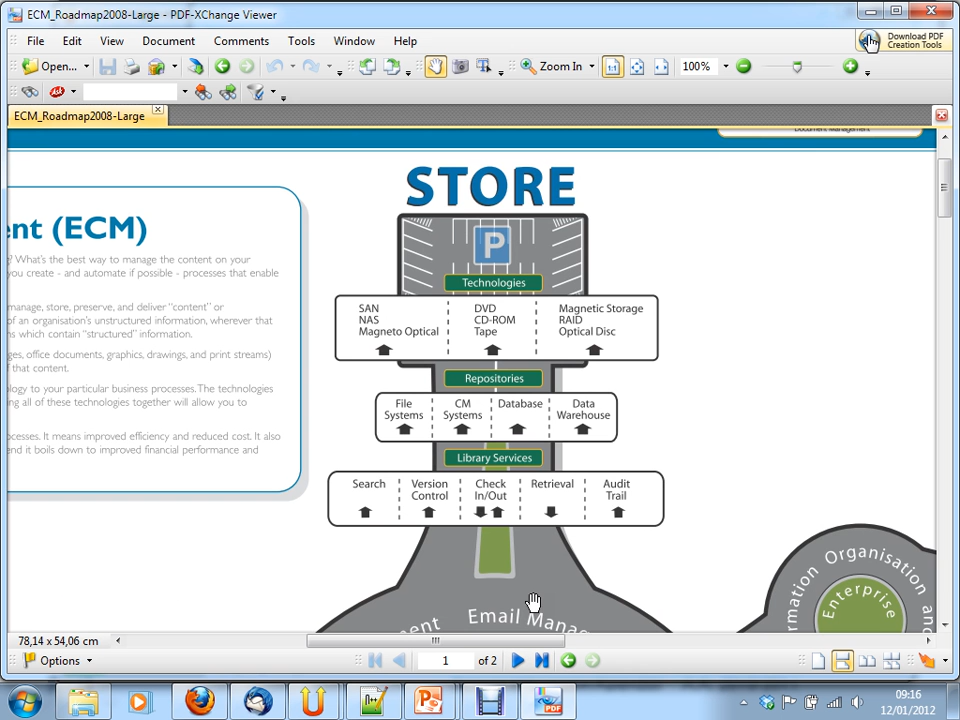 ECM_Roadmap2008-Large - PDF-XChange Viewer
File Edit View Document Comments Tools Window Help
Download PDF
Creation Tools
Open... Zoom In 100%
ECM_Roadmap2008-Large
Document Management
STORE
ent (ECM)
? What's the best way to manage the content on your
you create - and automate if possible - processes that enable
manage, store, preserve, and deliver "content" or
of an organisation's unstructured information, wherever that
ns which contain "structured" information.
ges, office documents, graphics, drawings, and print streams)
f that content.
ology to your particular business processes. The technologies
ing all of these technologies together will allow you to
ocesses. It means improved efficiency and reduced cost. It also
end it boils down to improved financial performance and
P
Technologies
SAN
NAS
Magneto Optical
DVD
CD-ROM
Tape
Magnetic Storage
RAID
Optical Disc
Repositories
File
Systems
CM
Systems
Database
Data
Warehouse
Library Services
Search
Version
Control
Check
In/Out
Retrieval
Audit
Trail
ment Email Mana
rmation Organisation and
Enterprise
78,14 x 54,06 cm
Options 1 of 2
PDF
09:16
12/01/2012